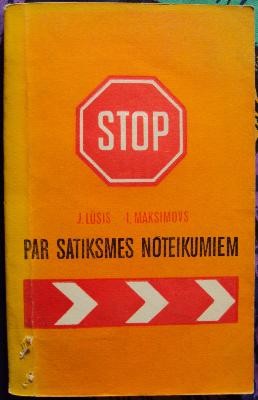 STOP
J. LŪSIS I. MAKSIMOVS
PAR SATIKSMES NOTEIKUMIEM